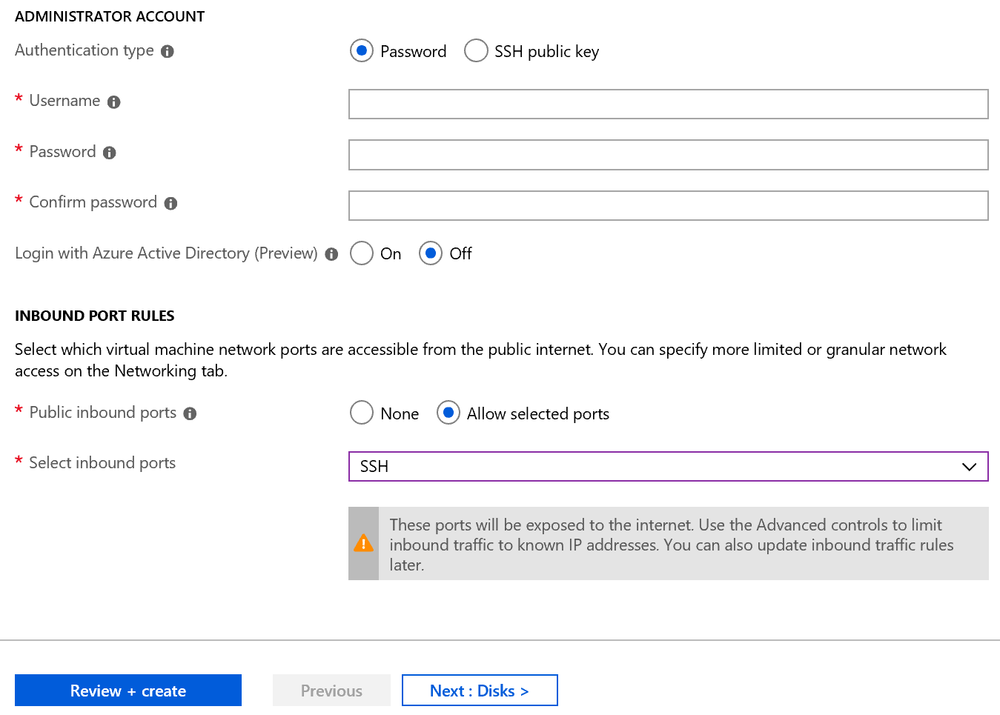 ADMINISTRATOR ACCOUNT
Authentication type Password SSH public key
* Username
* Password
* Confirm password
Login with Azure Active Directory (Preview) On Off
INBOUND PORT RULES
Select which virtual machine network ports are accessible from the public internet. You can specify more limited or granular network
access on the Networking tab.
* Public inbound ports None Allow selected ports
* Select inbound ports SSH
These ports will be exposed to the internet. Use the Advanced controls to limit
inbound traffic to known IP addresses. You can also update inbound traffic rules
later.
Review + create Previous Next : Disks >